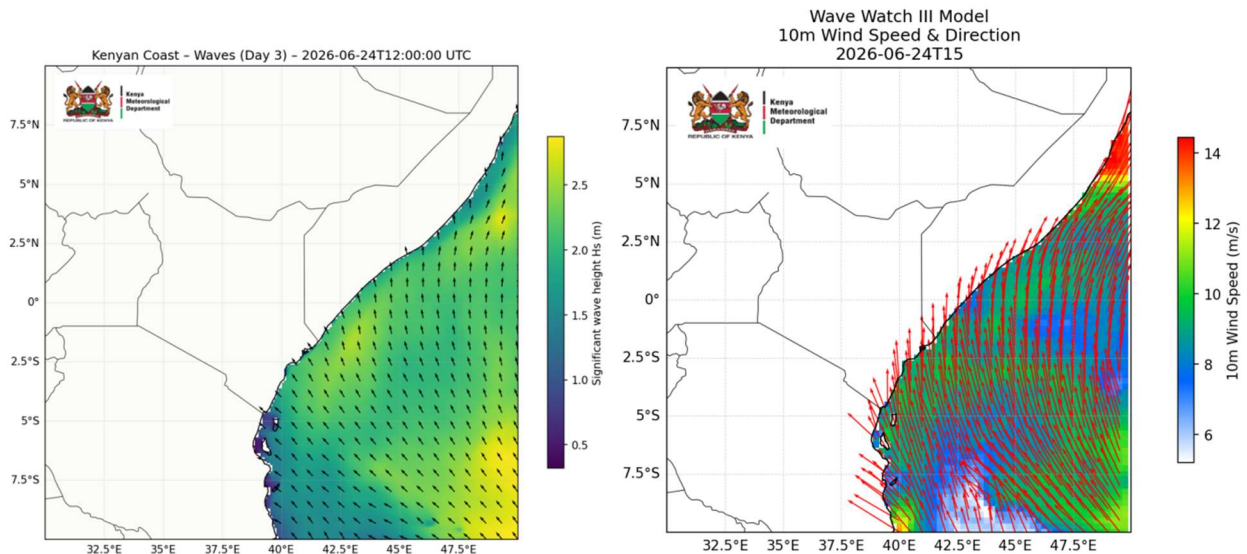 Kenyan Coast – Waves (Day 3) – 2026-06-24T12:00:00 UTC
Kenya
Meteorological
Department
REPUBLIC OF KENYA
7.5°N
5°N
2.5°N
0°
2.5°S
5°S
7.5°S
32.5°E 35°E 37.5°E 40°E 42.5°E 45°E 47.5°E
2.5
2.0
1.5
1.0
0.5
Significant wave height Hs (m)
Wave Watch III Model
10m Wind Speed & Direction
2026-06-24T15
Kenya
Meteorological
Department
REPUBLIC OF KENYA
7.5°N
5°N
2.5°N
0°
2.5°S
5°S
7.5°S
32.5°E 35°E 37.5°E 40°E 42.5°E 45°E 47.5°E
14
12
10
8
6
10m Wind Speed (m/s)